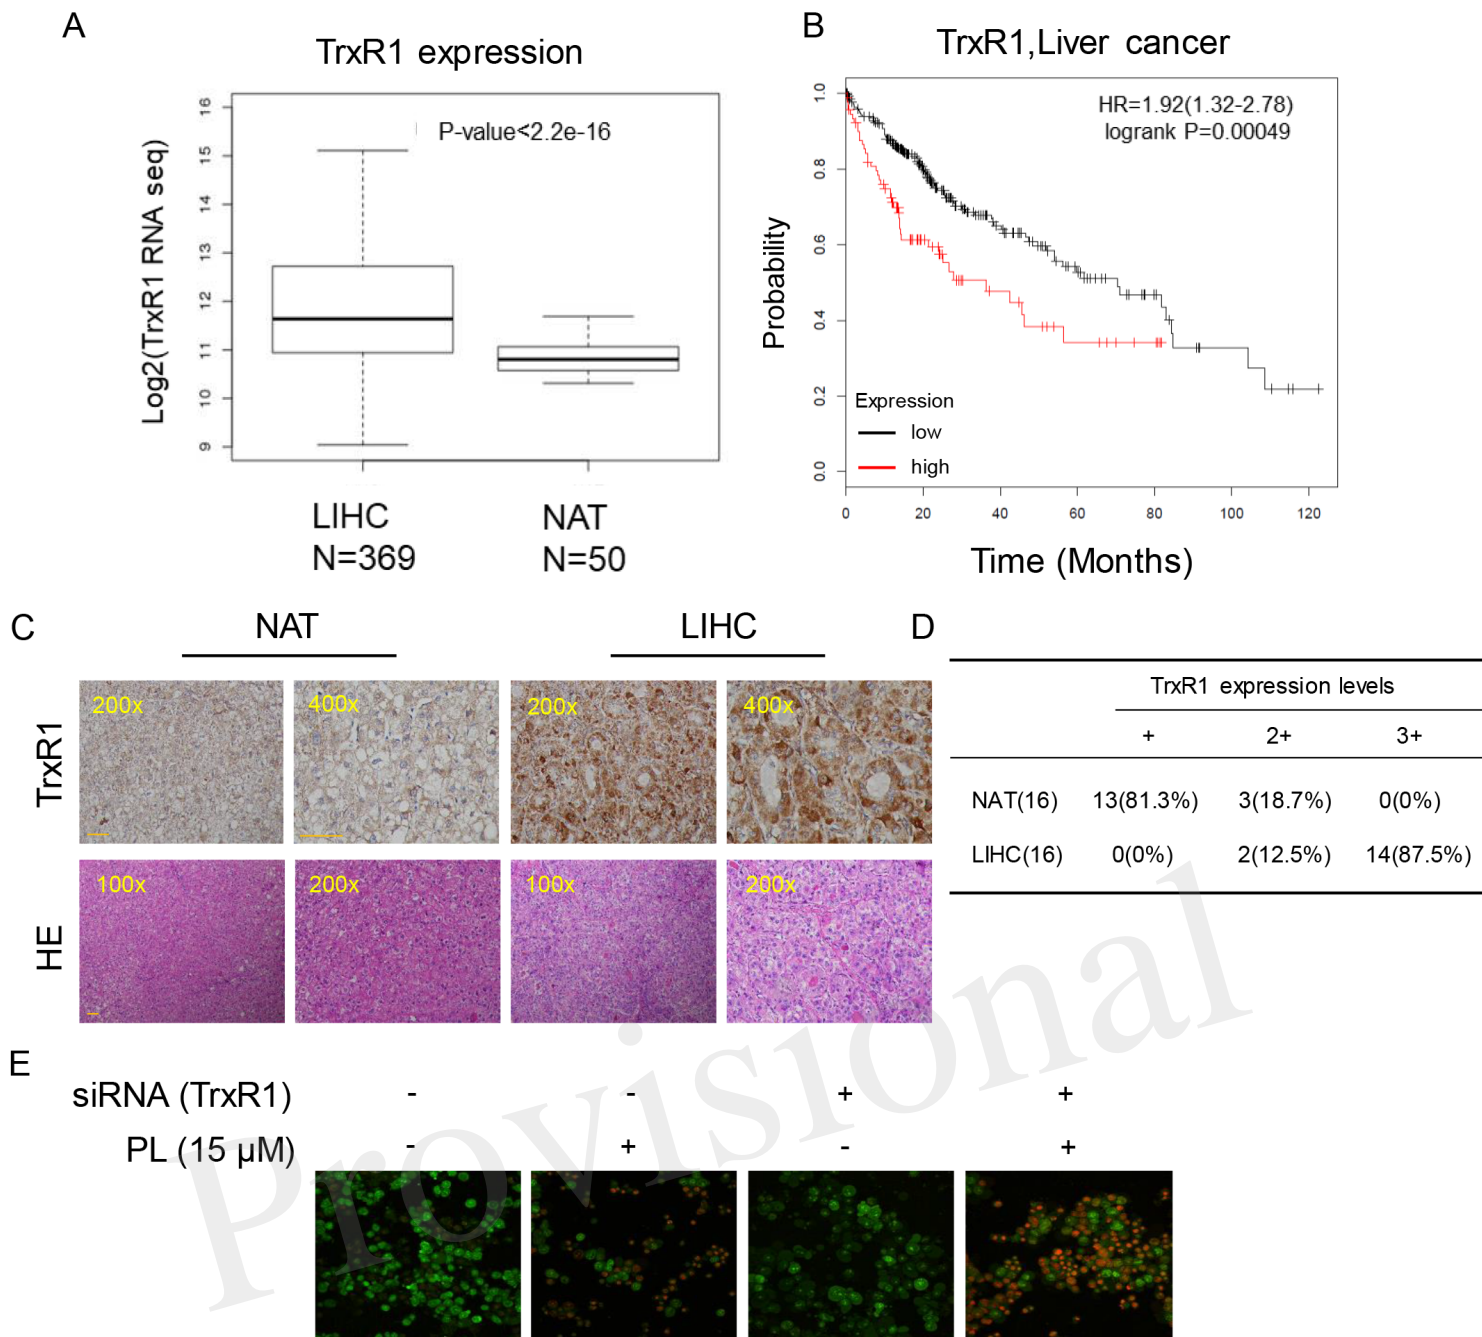 A
TrxR1 expression
P-value<2.2e-16
Log2(TrxR1 RNA seq)
16
15
14
13
12
11
10
9
LIHC
N=369
NAT
N=50
B
TrxR1,Liver cancer
HR=1.92(1.32-2.78)
logrank P=0.00049
Probability
1.0
0.8
0.6
0.4
0.2
0.0
Expression
low
high
0 20 40 60 80 100 120
Time (Months)
C
NAT LIHC
TrxR1
200x 400x 200x 400x
HE
100x 200x 100x 200x
D
TrxR1 expression levels
+ 2+ 3+
NAT(16) 13(81.3%) 3(18.7%) 0(0%)
LIHC(16) 0(0%) 2(12.5%) 14(87.5%)
E
siRNA (TrxR1) - - + +
PL (15 μM) - + - +
Provisional